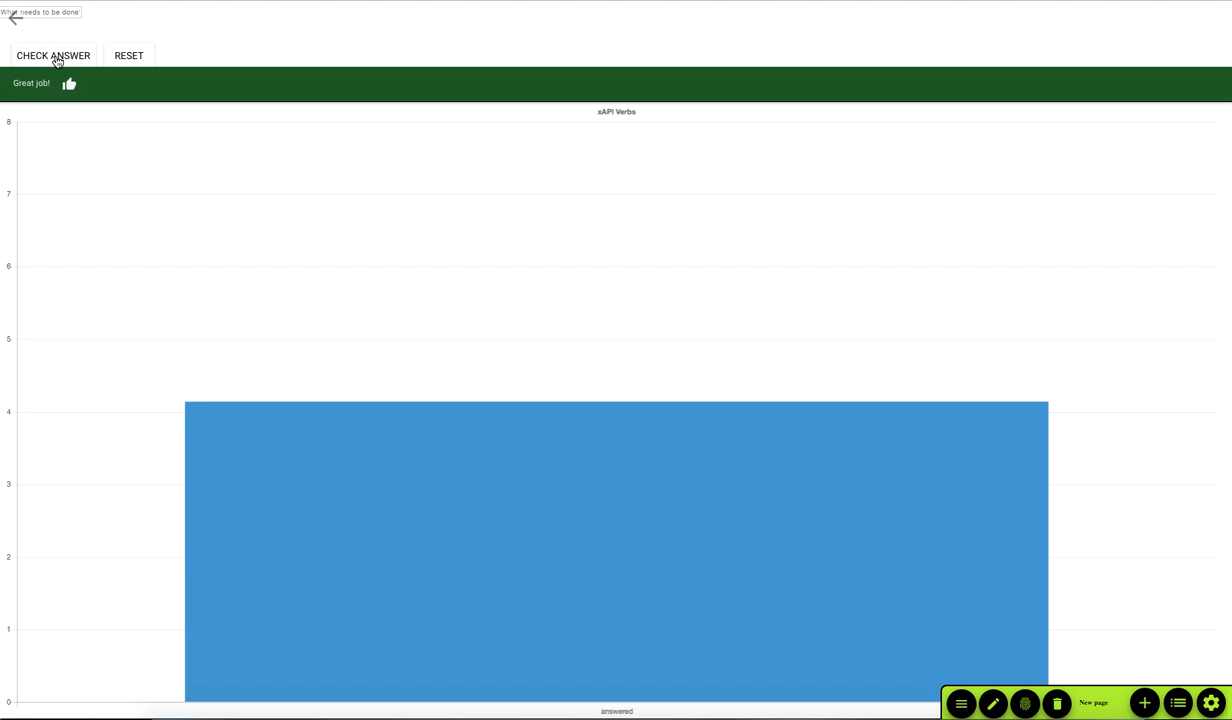 What needs to be done'
CHECK ANSWER RESET
Great job!
xAPI Verbs
8
7
6
5
4
3
2
1
0
answered
New page